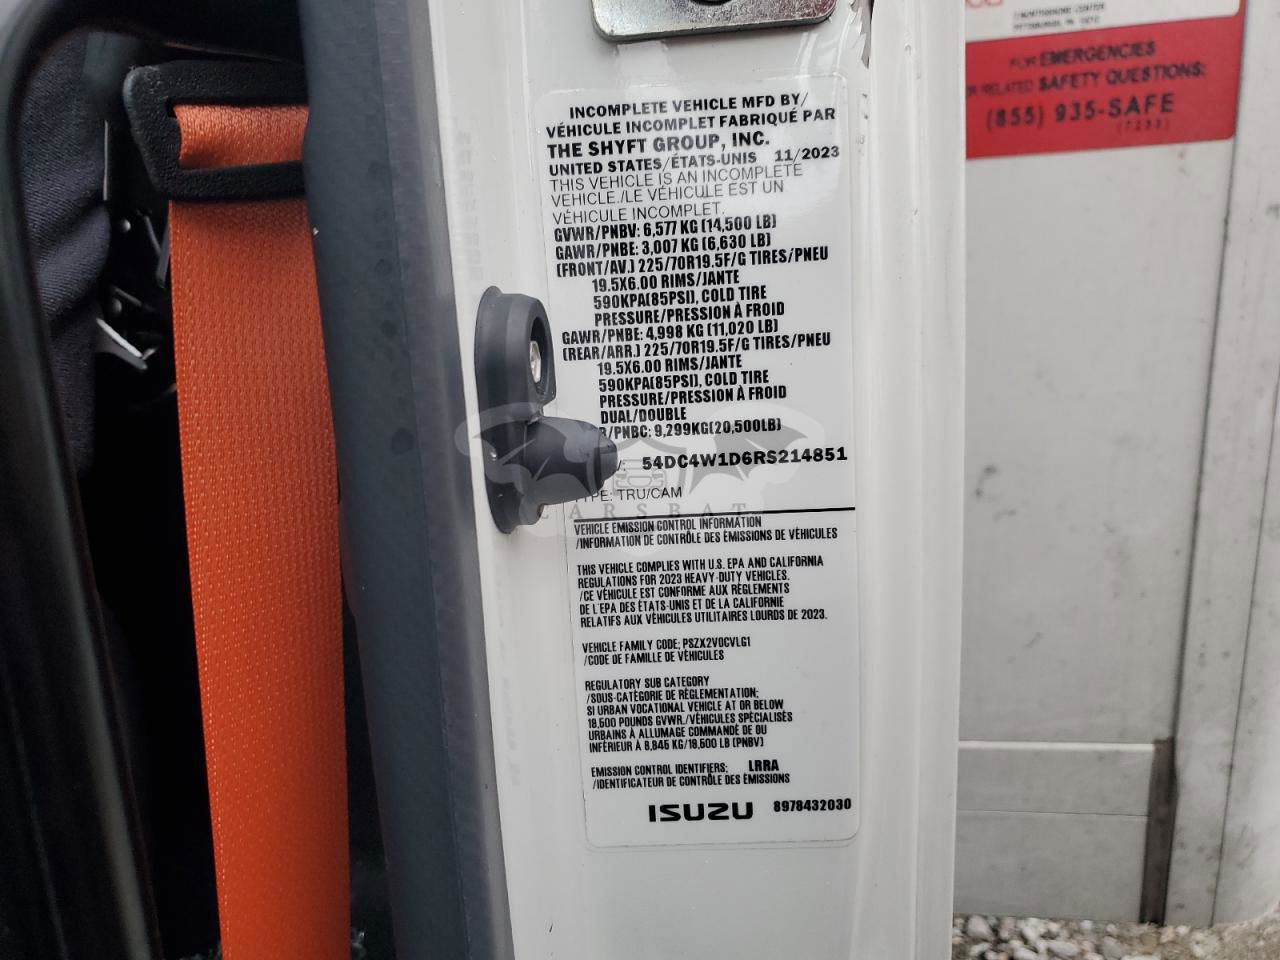 INCOMPLETE VEHICLE MFD BY/
VÉHICULE INCOMPLET FABRIQUÉ PAR
THE SHYFT GROUP, INC.
UNITED STATES/ÉTATS-UNIS 11/2023
THIS VEHICLE IS AN INCOMPLETE
VEHICLE./LE VÉHICULE EST UN
VÉHICULE INCOMPLET.
GVWR/PNBV: 6,577 KG (14,500 LB)
GAWR/PNBE: 3,007 KG (6,630 LB)
(FRONT/AV.) 225/70R19.5F/G TIRES/PNEU
19.5X6.00 RIMS/JANTE
590KPA(85PSI), COLD TIRE
PRESSURE/PRESSION À FROID
GAWR/PNBE: 4,998 KG (11,020 LB)
(REAR/ARR.) 225/70R19.5F/G TIRES/PNEU
19.5X6.00 RIMS/JANTE
590KPA(85PSI), COLD TIRE
PRESSURE/PRESSION À FROID
DUAL/DOUBLE
/PNBC: 9,299KG(20,500LB)
54DC4W1D6RS214851
TYPE: TRU/CAM
CARSBAT
VEHICLE EMISSION CONTROL INFORMATION
/INFORMATION DE CONTRÔLE DES ÉMISSIONS DE VÉHICULES
THIS VEHICLE COMPLIES WITH U.S. EPA AND CALIFORNIA
REGULATIONS FOR 2023 HEAVY-DUTY VEHICLES.
/CE VÉHICULE EST CONFORME AUX RÈGLEMENTS
DE L'EPA DES ÉTATS-UNIS ET DE LA CALIFORNIE
RELATIFS AUX VÉHICULES UTILITAIRES LOURDS DE 2023.
VEHICLE FAMILY CODE: PSZX2VOCVLG1
/CODE DE FAMILLE DE VÉHICULES
REGULATORY SUB CATEGORY
/SOUS-CATÉGORIE DE RÈGLEMENTATION:
SI URBAN VOCATIONAL VEHICLE AT OR BELOW
19,500 POUNDS GVWR./VÉHICULES SPÉCIALISÉS
URBAINS À ALLUMAGE COMMANDÉ DE OU
INFÉRIEUR À 8,845 KG/19,500 LB (PNBV)
EMISSION CONTROL IDENTIFIERS: LRRA
/IDENTIFICATEUR DE CONTRÔLE DES ÉMISSIONS
ISUZU 8978432030
FOR EMERGENCIES
RELATED SAFETY QUESTIONS:
(855) 935-SAFE
(7233)